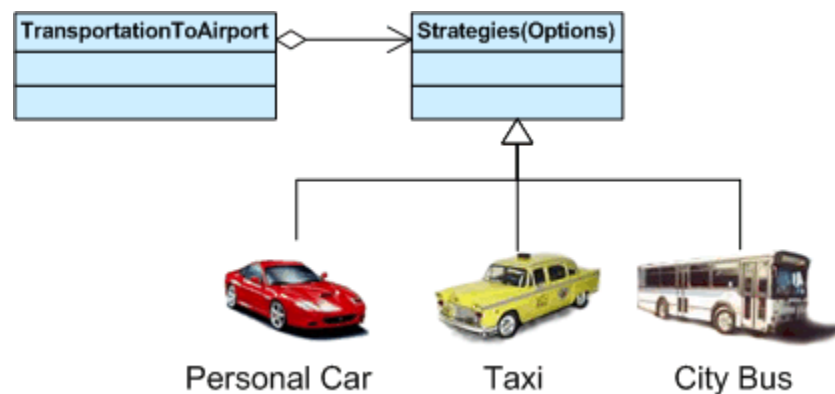 TransportationToAirport
Strategies(Options)
Personal Car
Taxi
City Bus